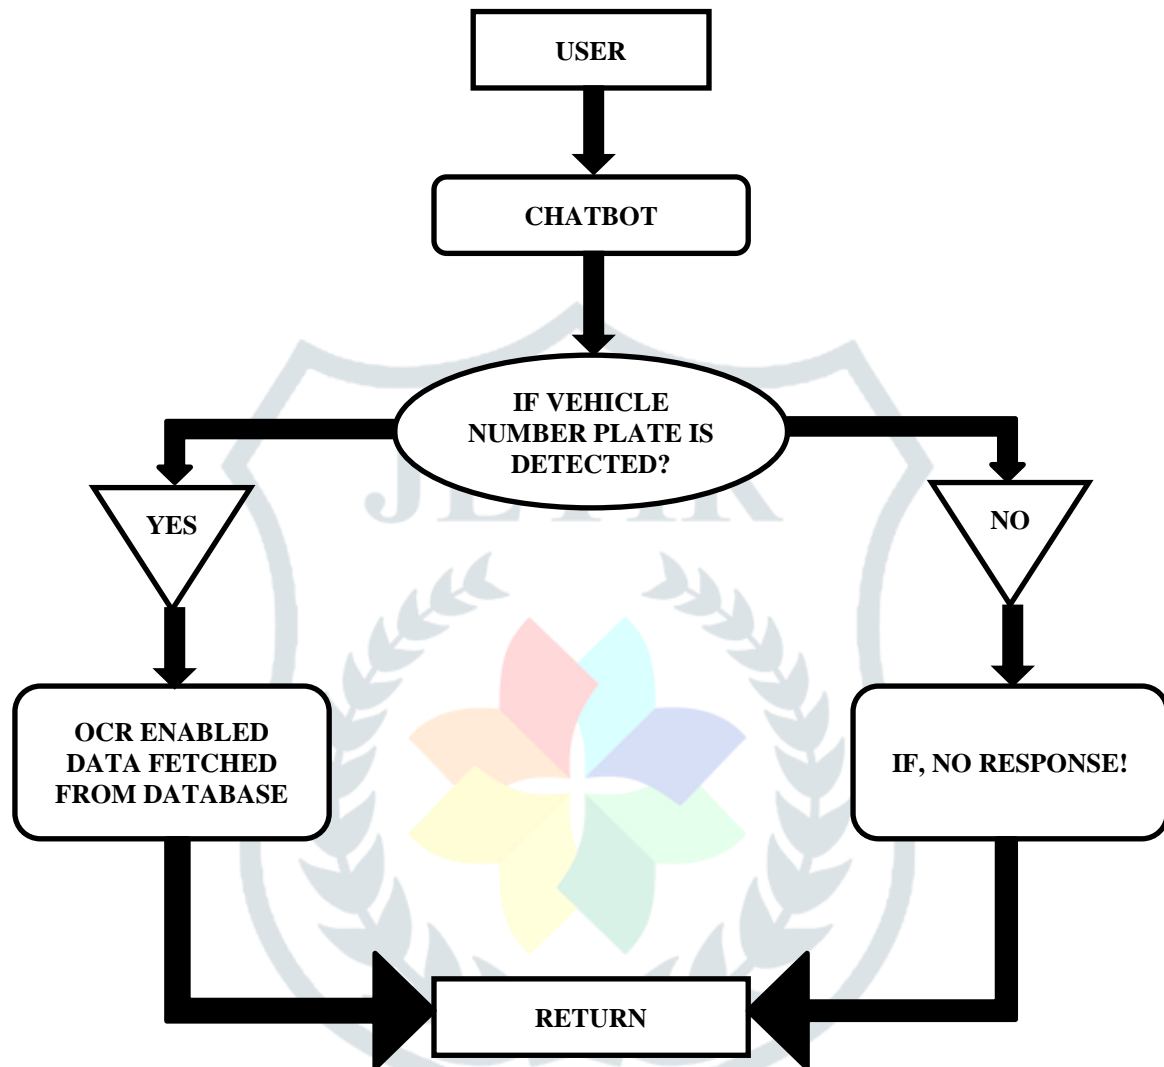 USER
CHATBOT
IF VEHICLE
NUMBER PLATE IS
DETECTED?
JETIR
YES
NO
OCR ENABLED
DATA FETCHED
FROM DATABASE
IF, NO RESPONSE!
RETURN